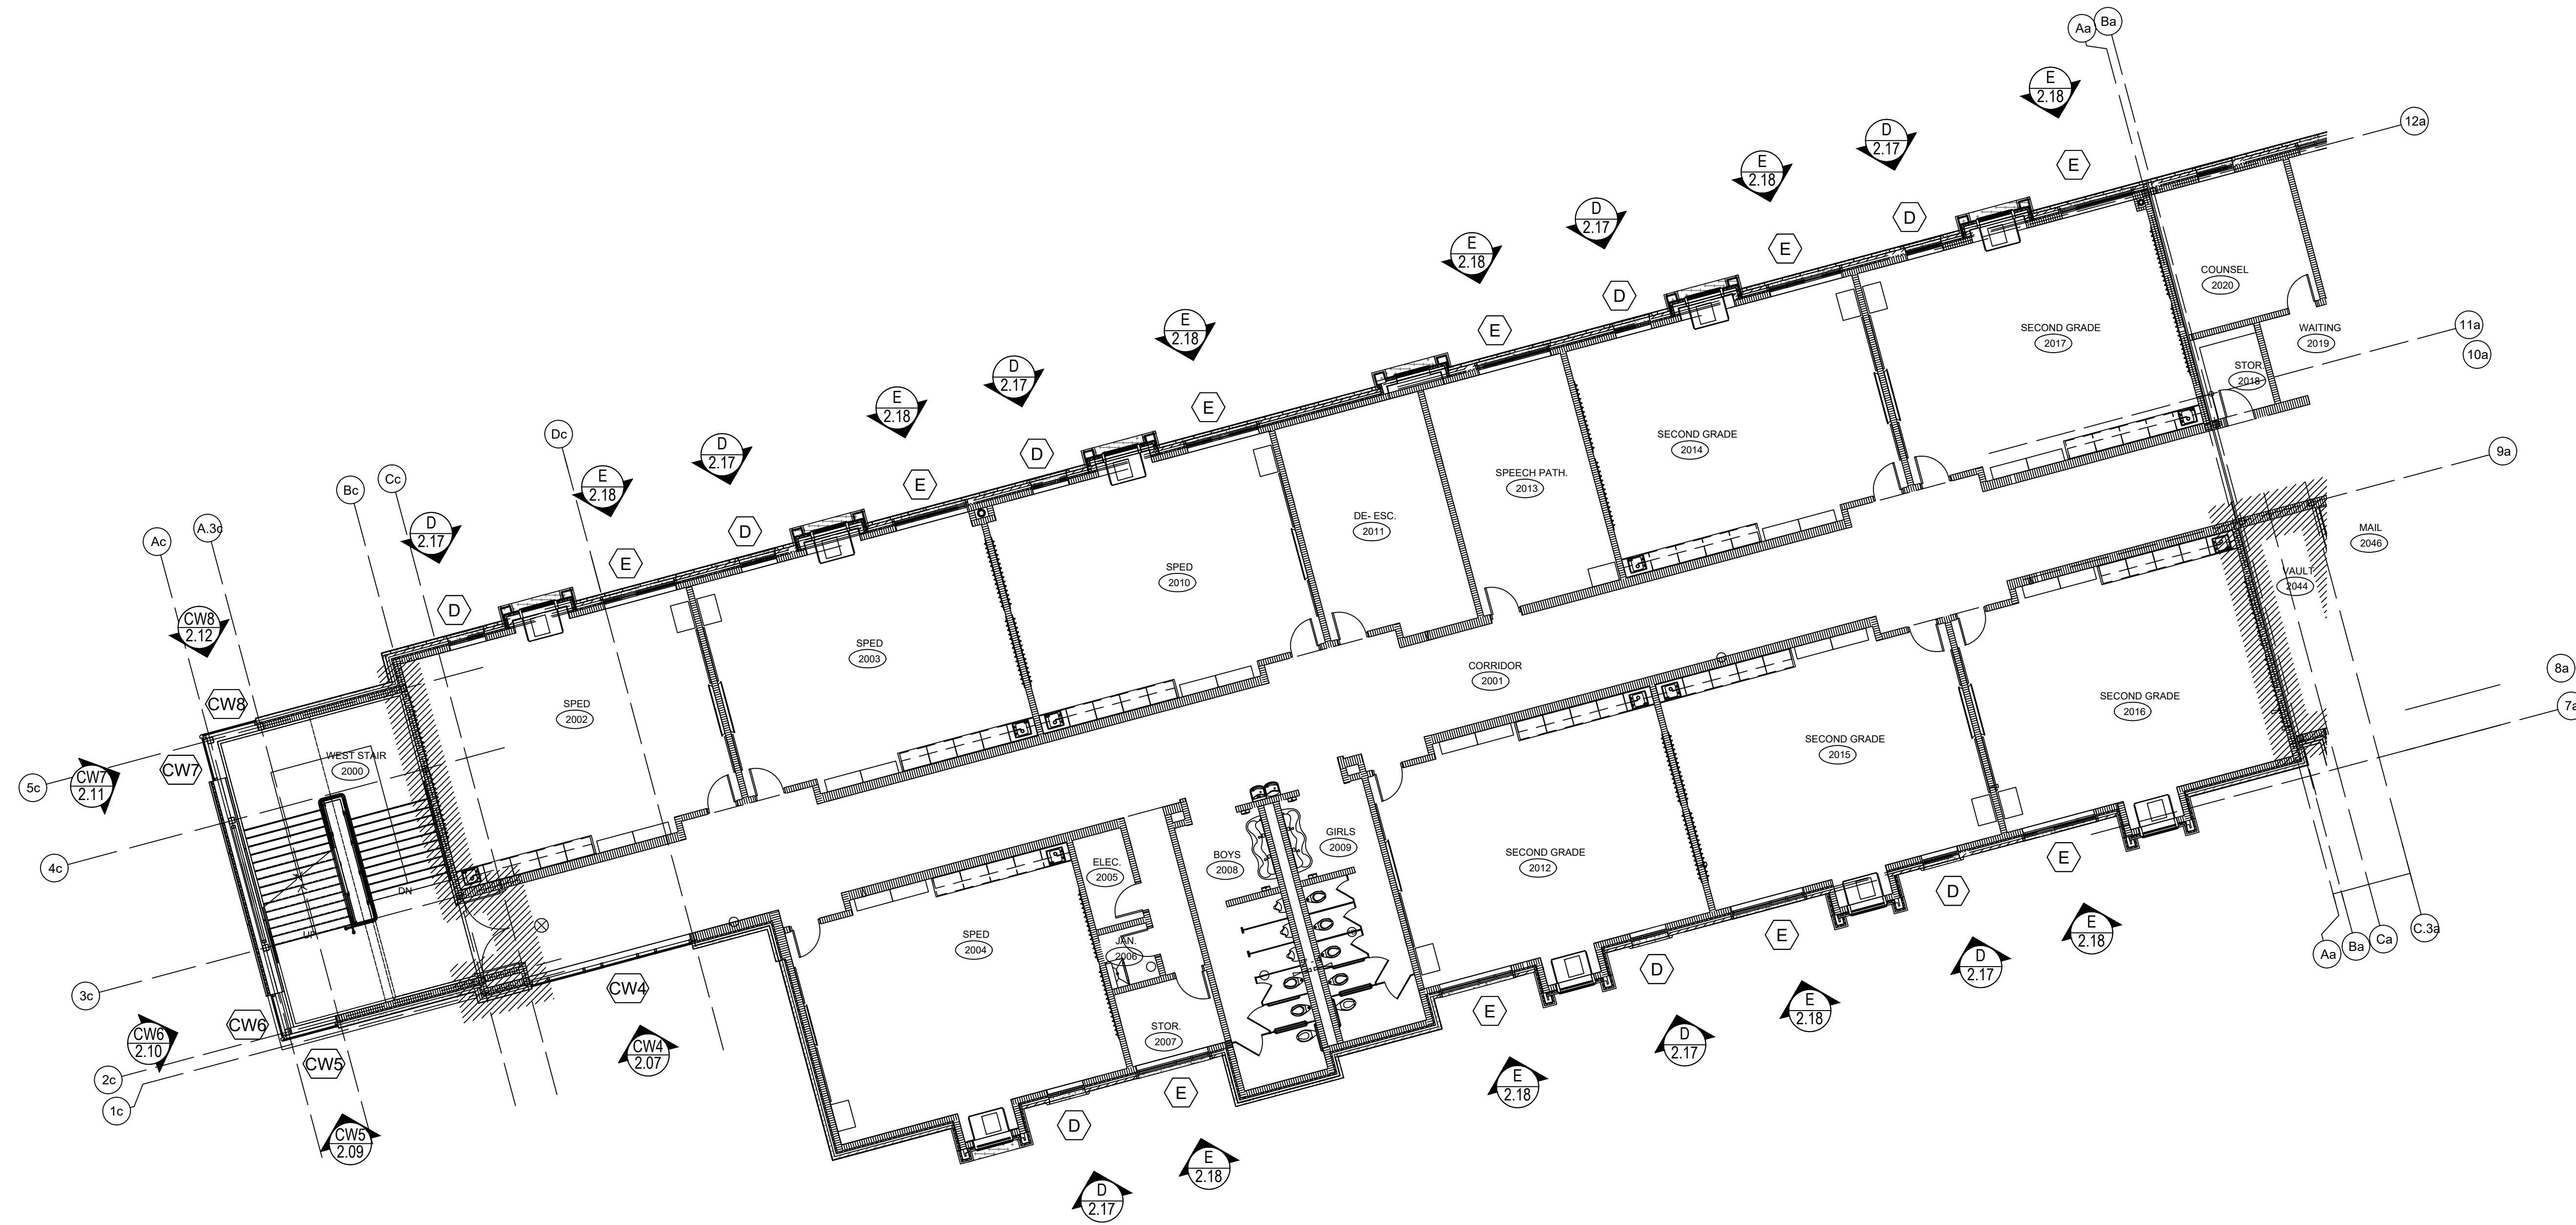 Aa
Ba
E
2.18
D
2.17
12a
E
2.18
E
D
2.17
D
E
2.18
E
D
2.17
D
E
2.18
E
D
2.17
D
E
2.18
E
D
2.17
D
E
2.18
E
D
2.17
D
E
COUNSEL
2020
11a
10a
WAITING
2019
SECOND GRADE
2017
STOR.
2018
SECOND GRADE
2014
SPEECH PATH.
2013
DE- ESC.
2011
9a
Dc
Cc
Bc
A.3c
Ac
MAIL
2046
VAULT
2044
SPED
2010
SPED
2003
SPED
2002
CORRIDOR
2001
CW8
2.12
CW8
CW7
CW7
2.11
WEST STAIR
2000
DN
UP
5c
4c
3c
2c
1c
8a
7a
SECOND GRADE
2016
SECOND GRADE
2015
SECOND GRADE
2012
GIRLS
2009
BOYS
2008
ELEC.
2005
JAN.
2006
STOR.
2007
SPED
2004
CW6
CW6
2.10
CW5
CW5
2.09
CW4
CW4
2.07
E
D
E
D
E
E
D
E
2.18
D
2.17
E
2.18
D
2.17
E
2.18
E
2.18
D
2.17
Aa
Ba
Ca
C.3a